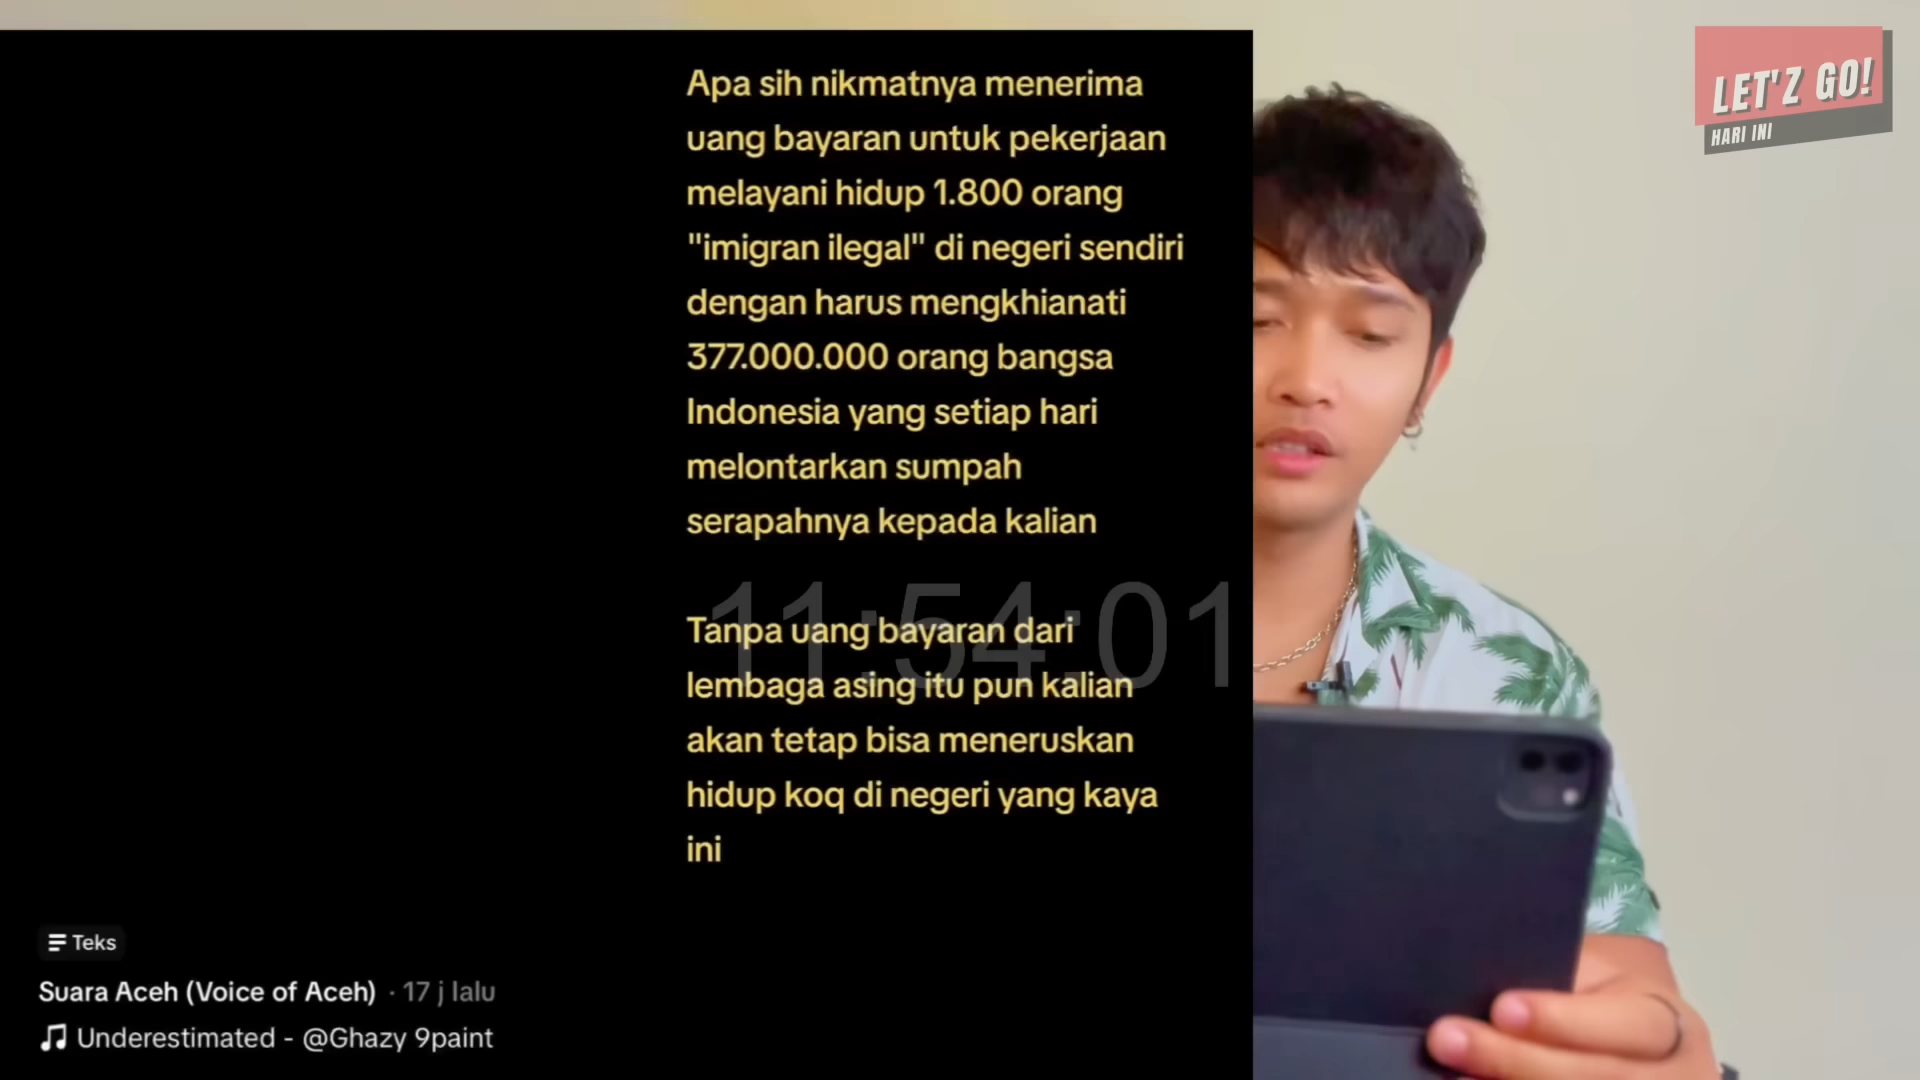 LET'Z GO!
HARI INI
Apa sih nikmatnya menerima
uang bayaran untuk pekerjaan
melayani hidup 1.800 orang
"imigran ilegal" di negeri sendiri
dengan harus mengkhianati
377.000.000 orang bangsa
Indonesia yang setiap hari
melontarkan sumpah
serapahnya kepada kalian
11:54:01
Tanpa uang bayaran dari
lembaga asing itu pun kalian
akan tetap bisa meneruskan
hidup koq di negeri yang kaya
ini
Teks
Suara Aceh (Voice of Aceh) · 17 j lalu
Underestimated - @Ghazy 9paint